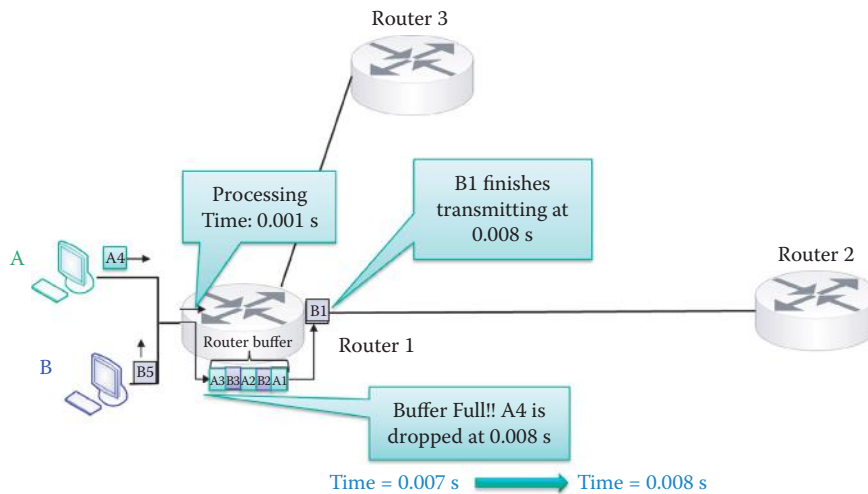 Router 3
Processing
Time: 0.001 s
B1 finishes
transmitting at
0.008 s
A
A4
Router 2
B1
Router buffer
Router 1
B
B5
A3 B3 A2 B2 A1
Buffer Full!! A4 is
dropped at 0.008 s
Time = 0.007 s
Time = 0.008 s